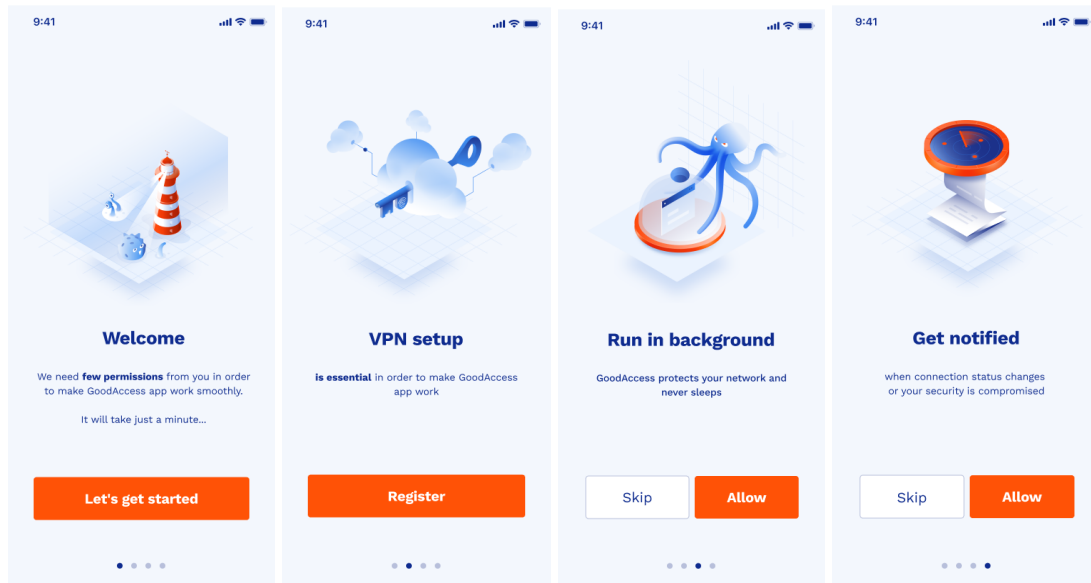 9:41
Welcome
We need few permissions from you in order
to make GoodAccess app work smoothly.
It will take just a minute...
Let's get started
9:41
VPN setup
is essential in order to make GoodAccess
app work
Register
9:41
Run in background
GoodAccess protects your network and
never sleeps
Skip
Allow
9:41
Get notified
when connection status changes
or your security is compromised
Skip
Allow